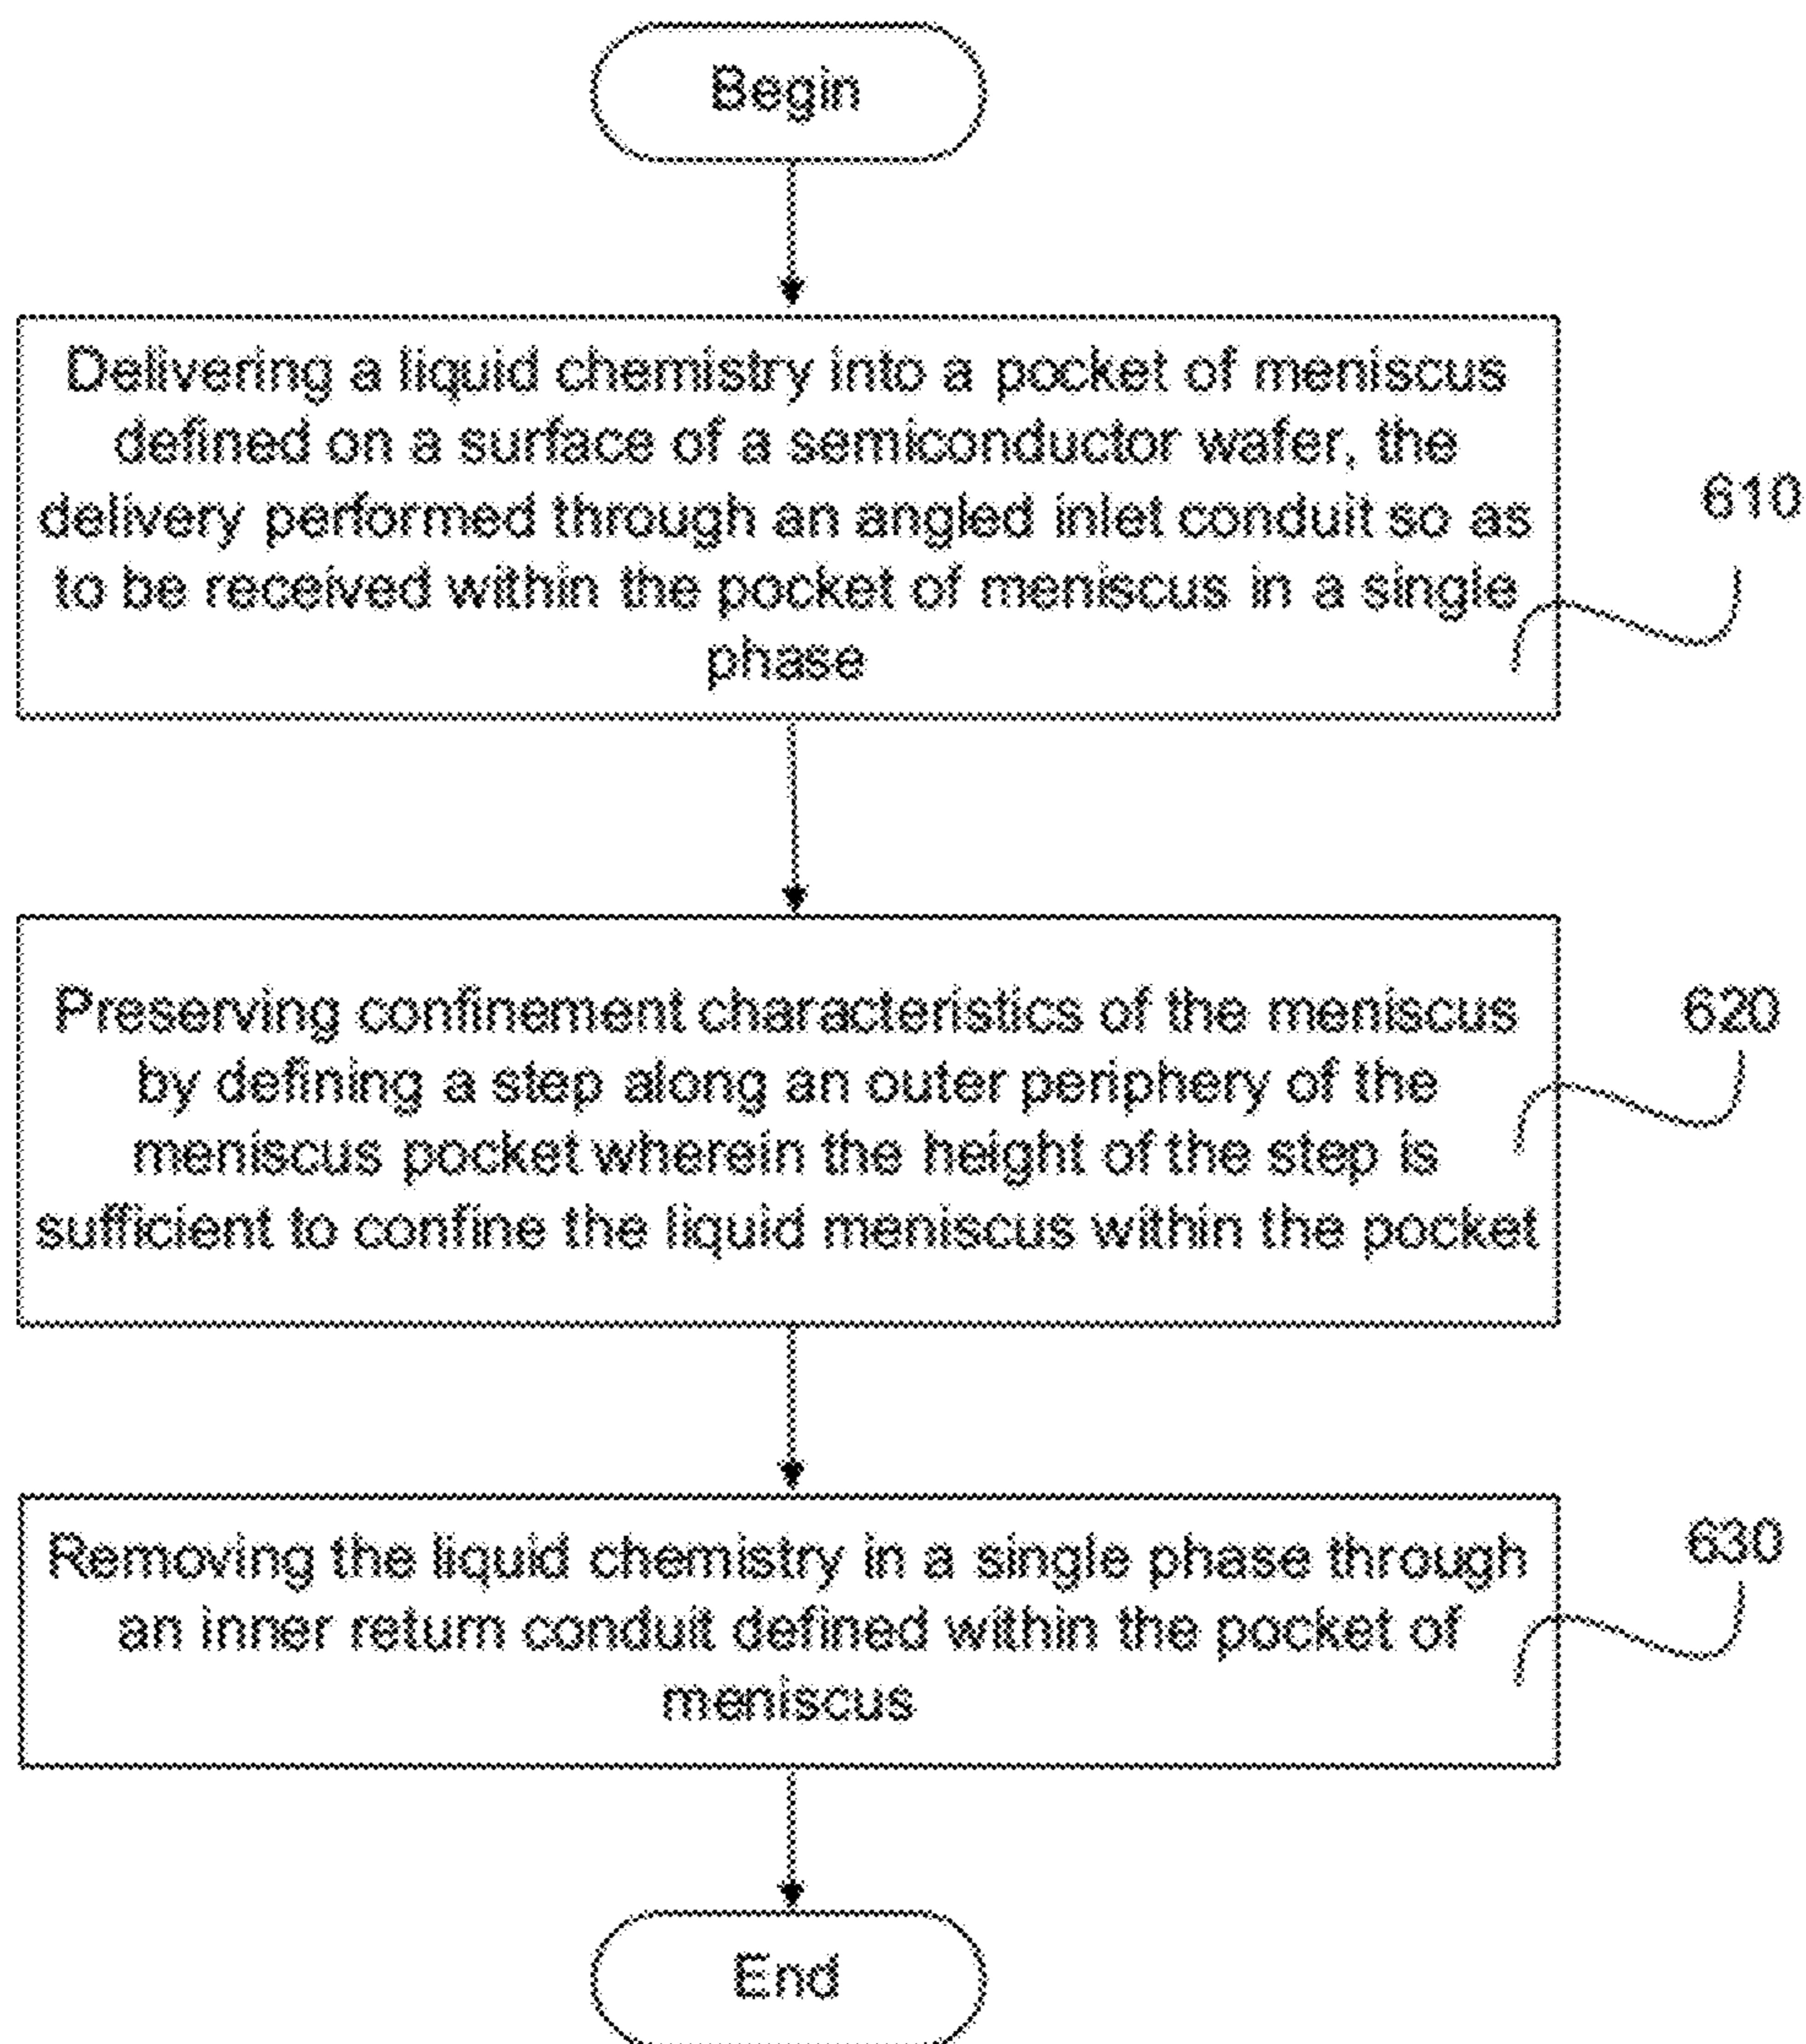 Begin
Delivering a liquid chemistry into a pocket of meniscus
defined on a surface of a semiconductor wafer, the
delivery performed through an angled inlet conduit so as
to be received within the pocket of meniscus in a single
phase
610
Preserving confinement characteristics of the meniscus
by defining a step along an outer periphery of the
meniscus pocket wherein the height of the step is
sufficient to confine the liquid meniscus within the pocket
620
Removing the liquid chemistry in a single phase through
an inner return conduit defined within the pocket of
meniscus
630
End